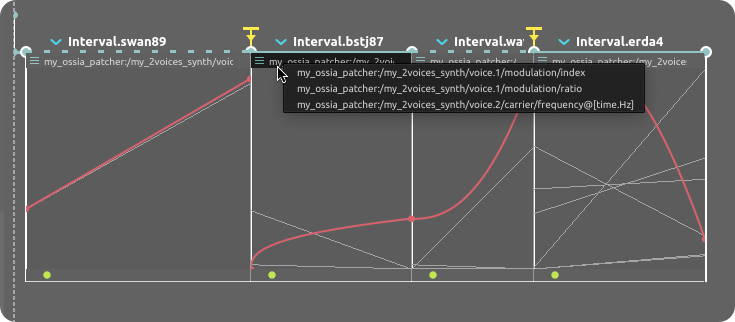 Interval.swan89
Interval.bstj87
Interval.wa
Interval.erda4
my_ossia_patcher:/my_2voices_synth/voic
my_ossia_patcher:/my_2voi
my_ossia_patcher:/
my_ossia_patcher:/my_2voice
my_ossia_patcher:/my_2voices_synth/voice.1/modulation/index
my_ossia_patcher:/my_2voices_synth/voice.1/modulation/ratio
my_ossia_patcher:/my_2voices_synth/voice.2/carrier/frequency@[time.Hz]